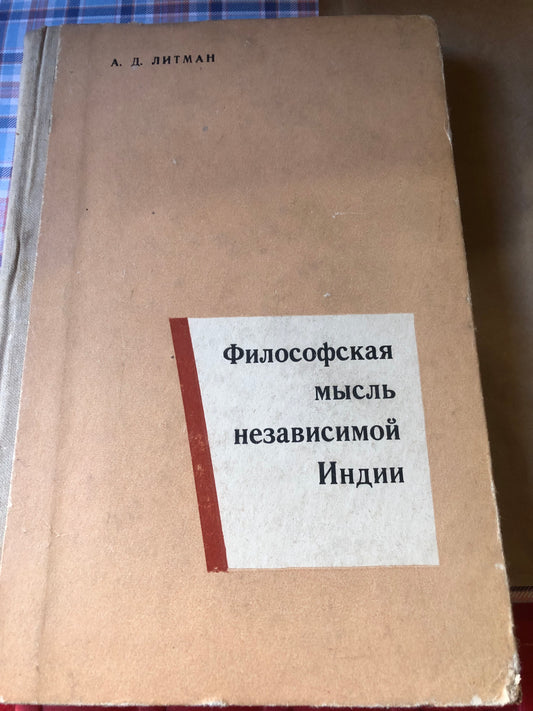 А. Д. ЛИТМАН
Философская
мысль
независимой
Индии